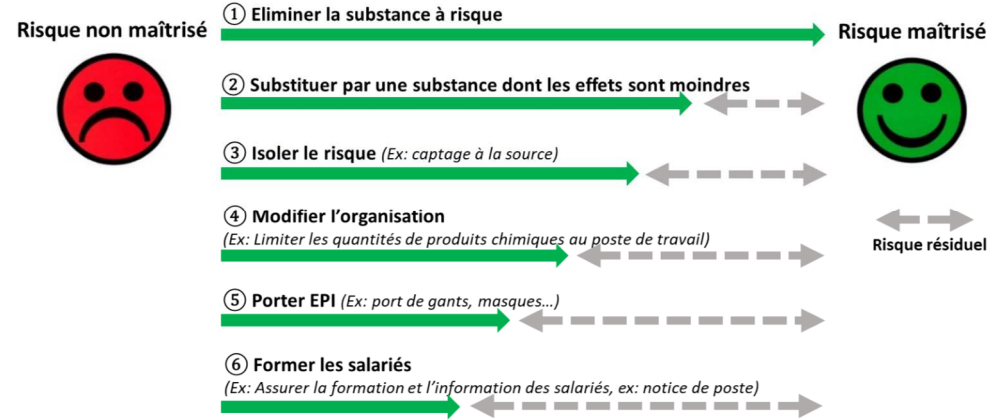 ① Eliminer la substance à risque
Risque non maîtrisé
Risque maîtrisé
② Substituer par une substance dont les effets sont moindres
③ Isoler le risque (Ex: captage à la source)
④ Modifier l’organisation
(Ex: Limiter les quantités de produits chimiques au poste de travail)
Risque résiduel
⑤ Porter EPI (Ex: port de gants, masques…)
⑥ Former les salariés
(Ex: Assurer la formation et l’information des salariés, ex: notice de poste)